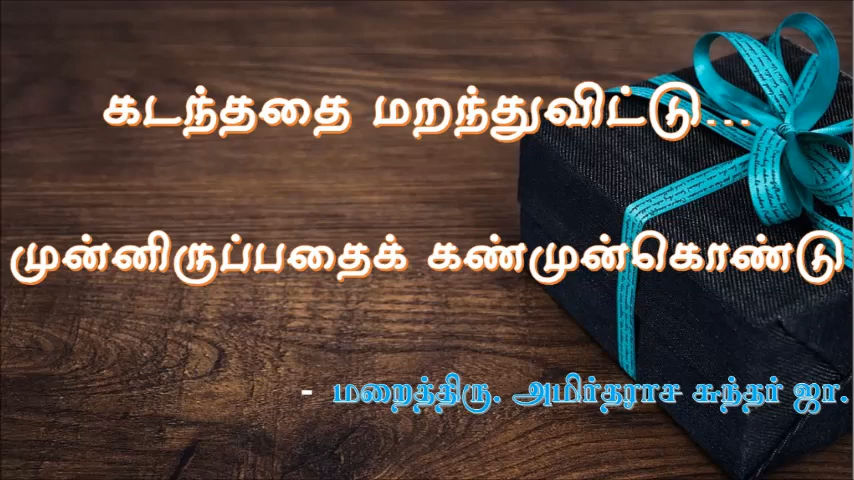 கடந்ததை மறந்துவிட்டு...
முன்னிருப்பதைக் கண்முன்கொண்டு
- மறைத்திரு. அமிர்தராச சுந்தர் ஜா.